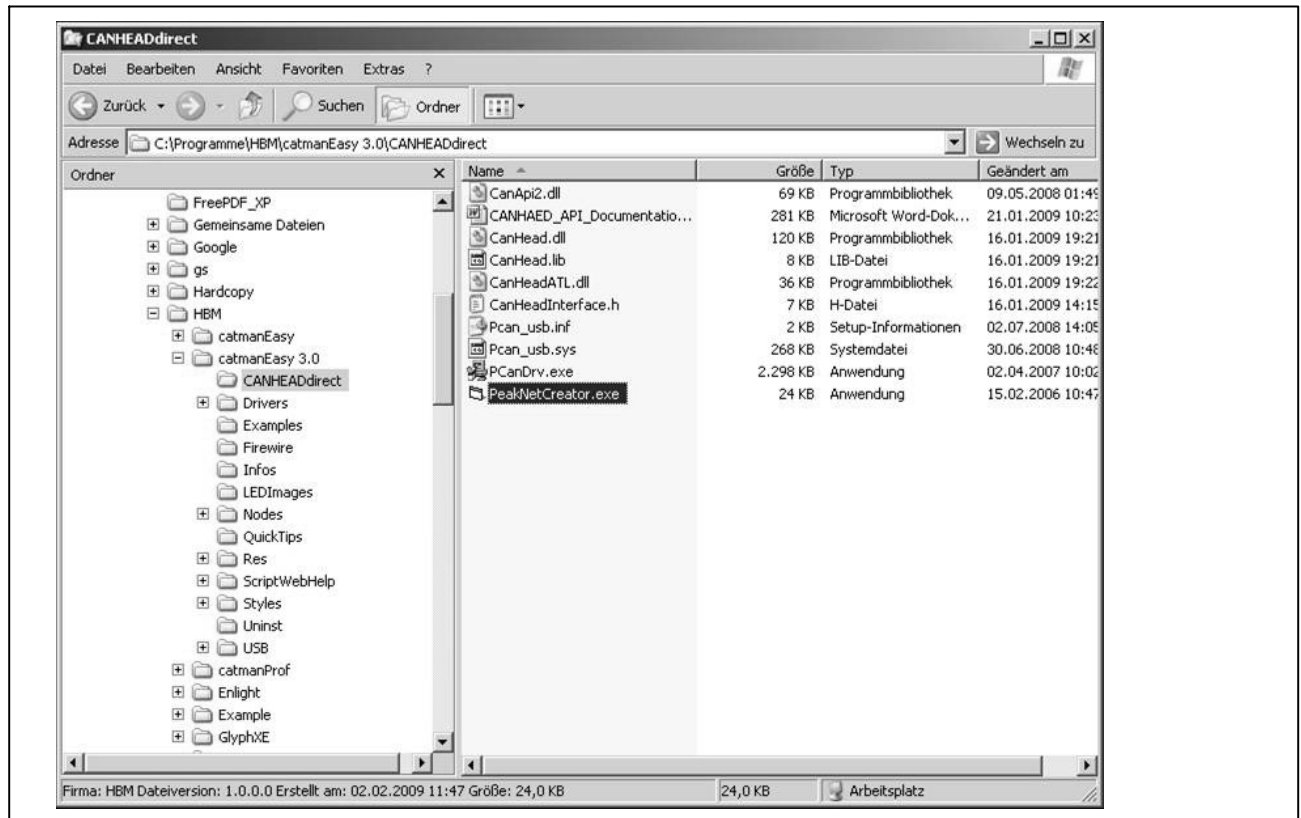 CANHEADdirect
Datei Bearbeiten Ansicht Favoriten Extras ?
Zurück Suchen Ordner
Adresse C:\Programme\HBM\catmanEasy 3.0\CANHEADdirect Wechseln zu
Ordner
FreePDF_XP
Gemeinsame Dateien
Google
gs
Hardcopy
HBM
catmanEasy
catmanEasy 3.0
CANHEADdirect
Drivers
Examples
Firewire
Infos
LEDImages
Nodes
QuickTips
Res
ScriptWebHelp
Styles
Uninst
USB
catmanProf
Enlight
Example
GlyphXE
Name Größe Typ Geändert am
CanApi2.dll 69 KB Programmbibliothek 09.05.2008 01:49
CANHAED_API_Documentatio... 281 KB Microsoft Word-Dok... 21.01.2009 10:23
CanHead.dll 120 KB Programmbibliothek 16.01.2009 19:21
CanHead.lib 8 KB LIB-Datei 16.01.2009 19:21
CanHeadATL.dll 36 KB Programmbibliothek 16.01.2009 19:22
CanHeadInterface.h 7 KB H-Datei 16.01.2009 14:15
Pcan_usb.inf 2 KB Setup-Informationen 02.07.2008 14:05
Pcan_usb.sys 268 KB Systemdatei 30.06.2008 10:48
PCanDrv.exe 2.298 KB Anwendung 02.04.2007 10:02
PeakNetCreator.exe 24 KB Anwendung 15.02.2006 10:47
Firma: HBM Dateiversion: 1.0.0.0 Erstellt am: 02.02.2009 11:47 Größe: 24,0 KB 24,0 KB Arbeitsplatz